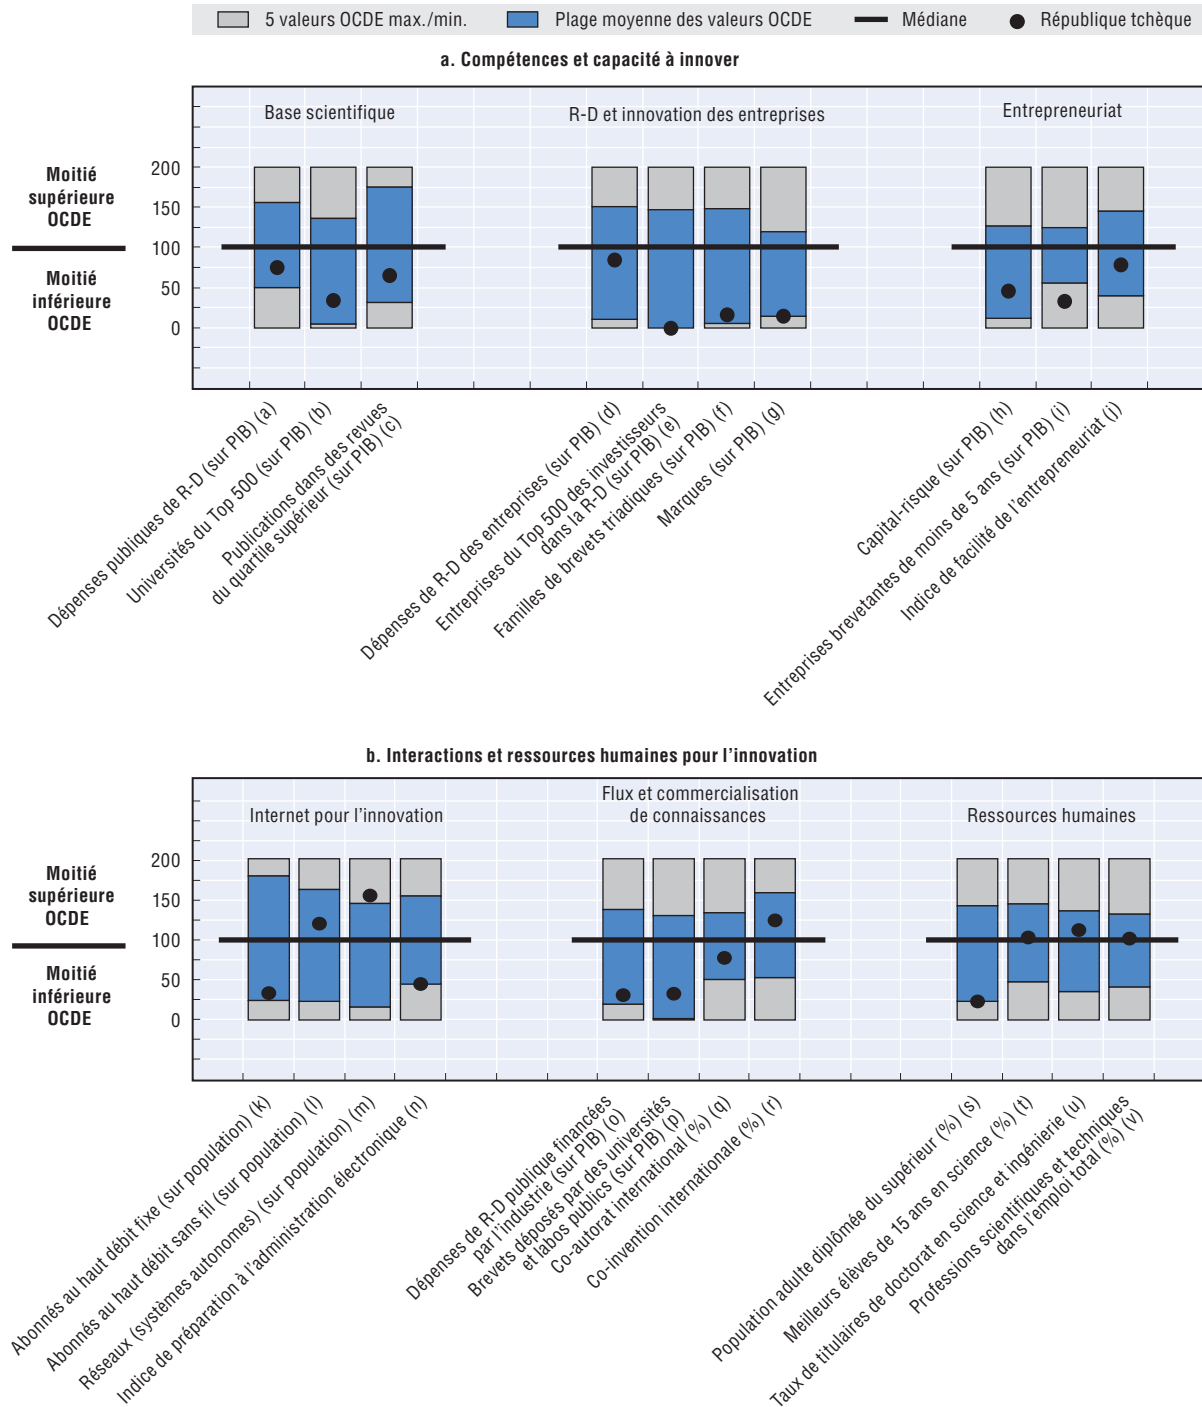 5 valeurs OCDE max./min.
Plage moyenne des valeurs OCDE
Médiane
République tchèque
a. Compétences et capacité à innover
Base scientifique
R-D et innovation des entreprises
Entrepreneuriat
Moitié
supérieure
OCDE
Moitié
inférieure
OCDE
200
150
100
50
0
Dépenses publiques de R-D (sur PIB) (a)
Universités du Top 500 (sur PIB) (b)
Publications dans des revues
du quartile supérieur (sur PIB) (c)
Dépenses de R-D des entreprises (sur PIB) (d)
Entreprises du Top 500 des investisseurs
dans la R-D (sur PIB) (e)
Familles de brevets triadiques (sur PIB) (f)
Marques (sur PIB) (g)
Capital-risque (sur PIB) (h)
Entreprises brevetantes de moins de 5 ans (sur PIB) (i)
Indice de facilité de l'entrepreneuriat (j)
b. Interactions et ressources humaines pour l'innovation
Internet pour l'innovation
Flux et commercialisation
de connaissances
Ressources humaines
Moitié
supérieure
OCDE
Moitié
inférieure
OCDE
200
150
100
50
0
Abonnés au haut débit fixe (sur population) (k)
Abonnés au haut débit sans fil (sur population) (l)
Réseaux (systèmes autonomes) (sur population) (m)
Indice de préparation à l'administration électronique (n)
Dépenses de R-D publique financées
par l'industrie (sur PIB) (o)
Brevets déposés par des universités
et labos publics (sur PIB) (p)
Co-autorat international (%) (q)
Co-invention internationale (%) (r)
Population adulte diplômée du supérieur (%) (s)
Meilleurs élèves de 15 ans en science (%) (t)
Taux de titulaires de doctorat en science et ingénierie (u)
Professions scientifiques et techniques
dans l'emploi total (%) (v)